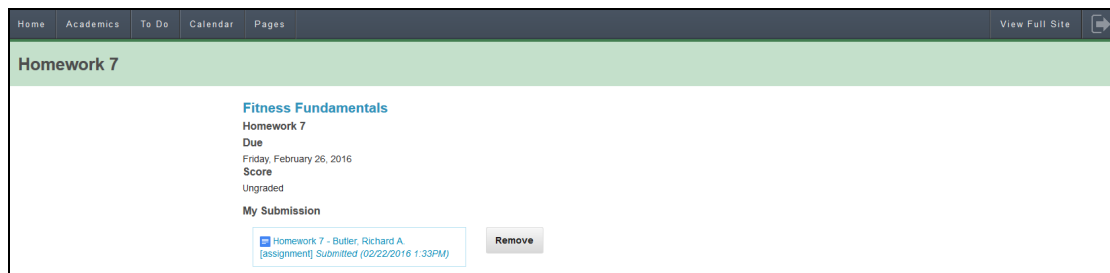 Home Academics To Do Calendar Pages View Full Site
Homework 7
Fitness Fundamentals
Homework 7
Due
Friday, February 26, 2016
Score
Ungraded
My Submission
Homework 7 - Butler, Richard A.
[assignment] Submitted (02/22/2016 1:33PM)
Remove